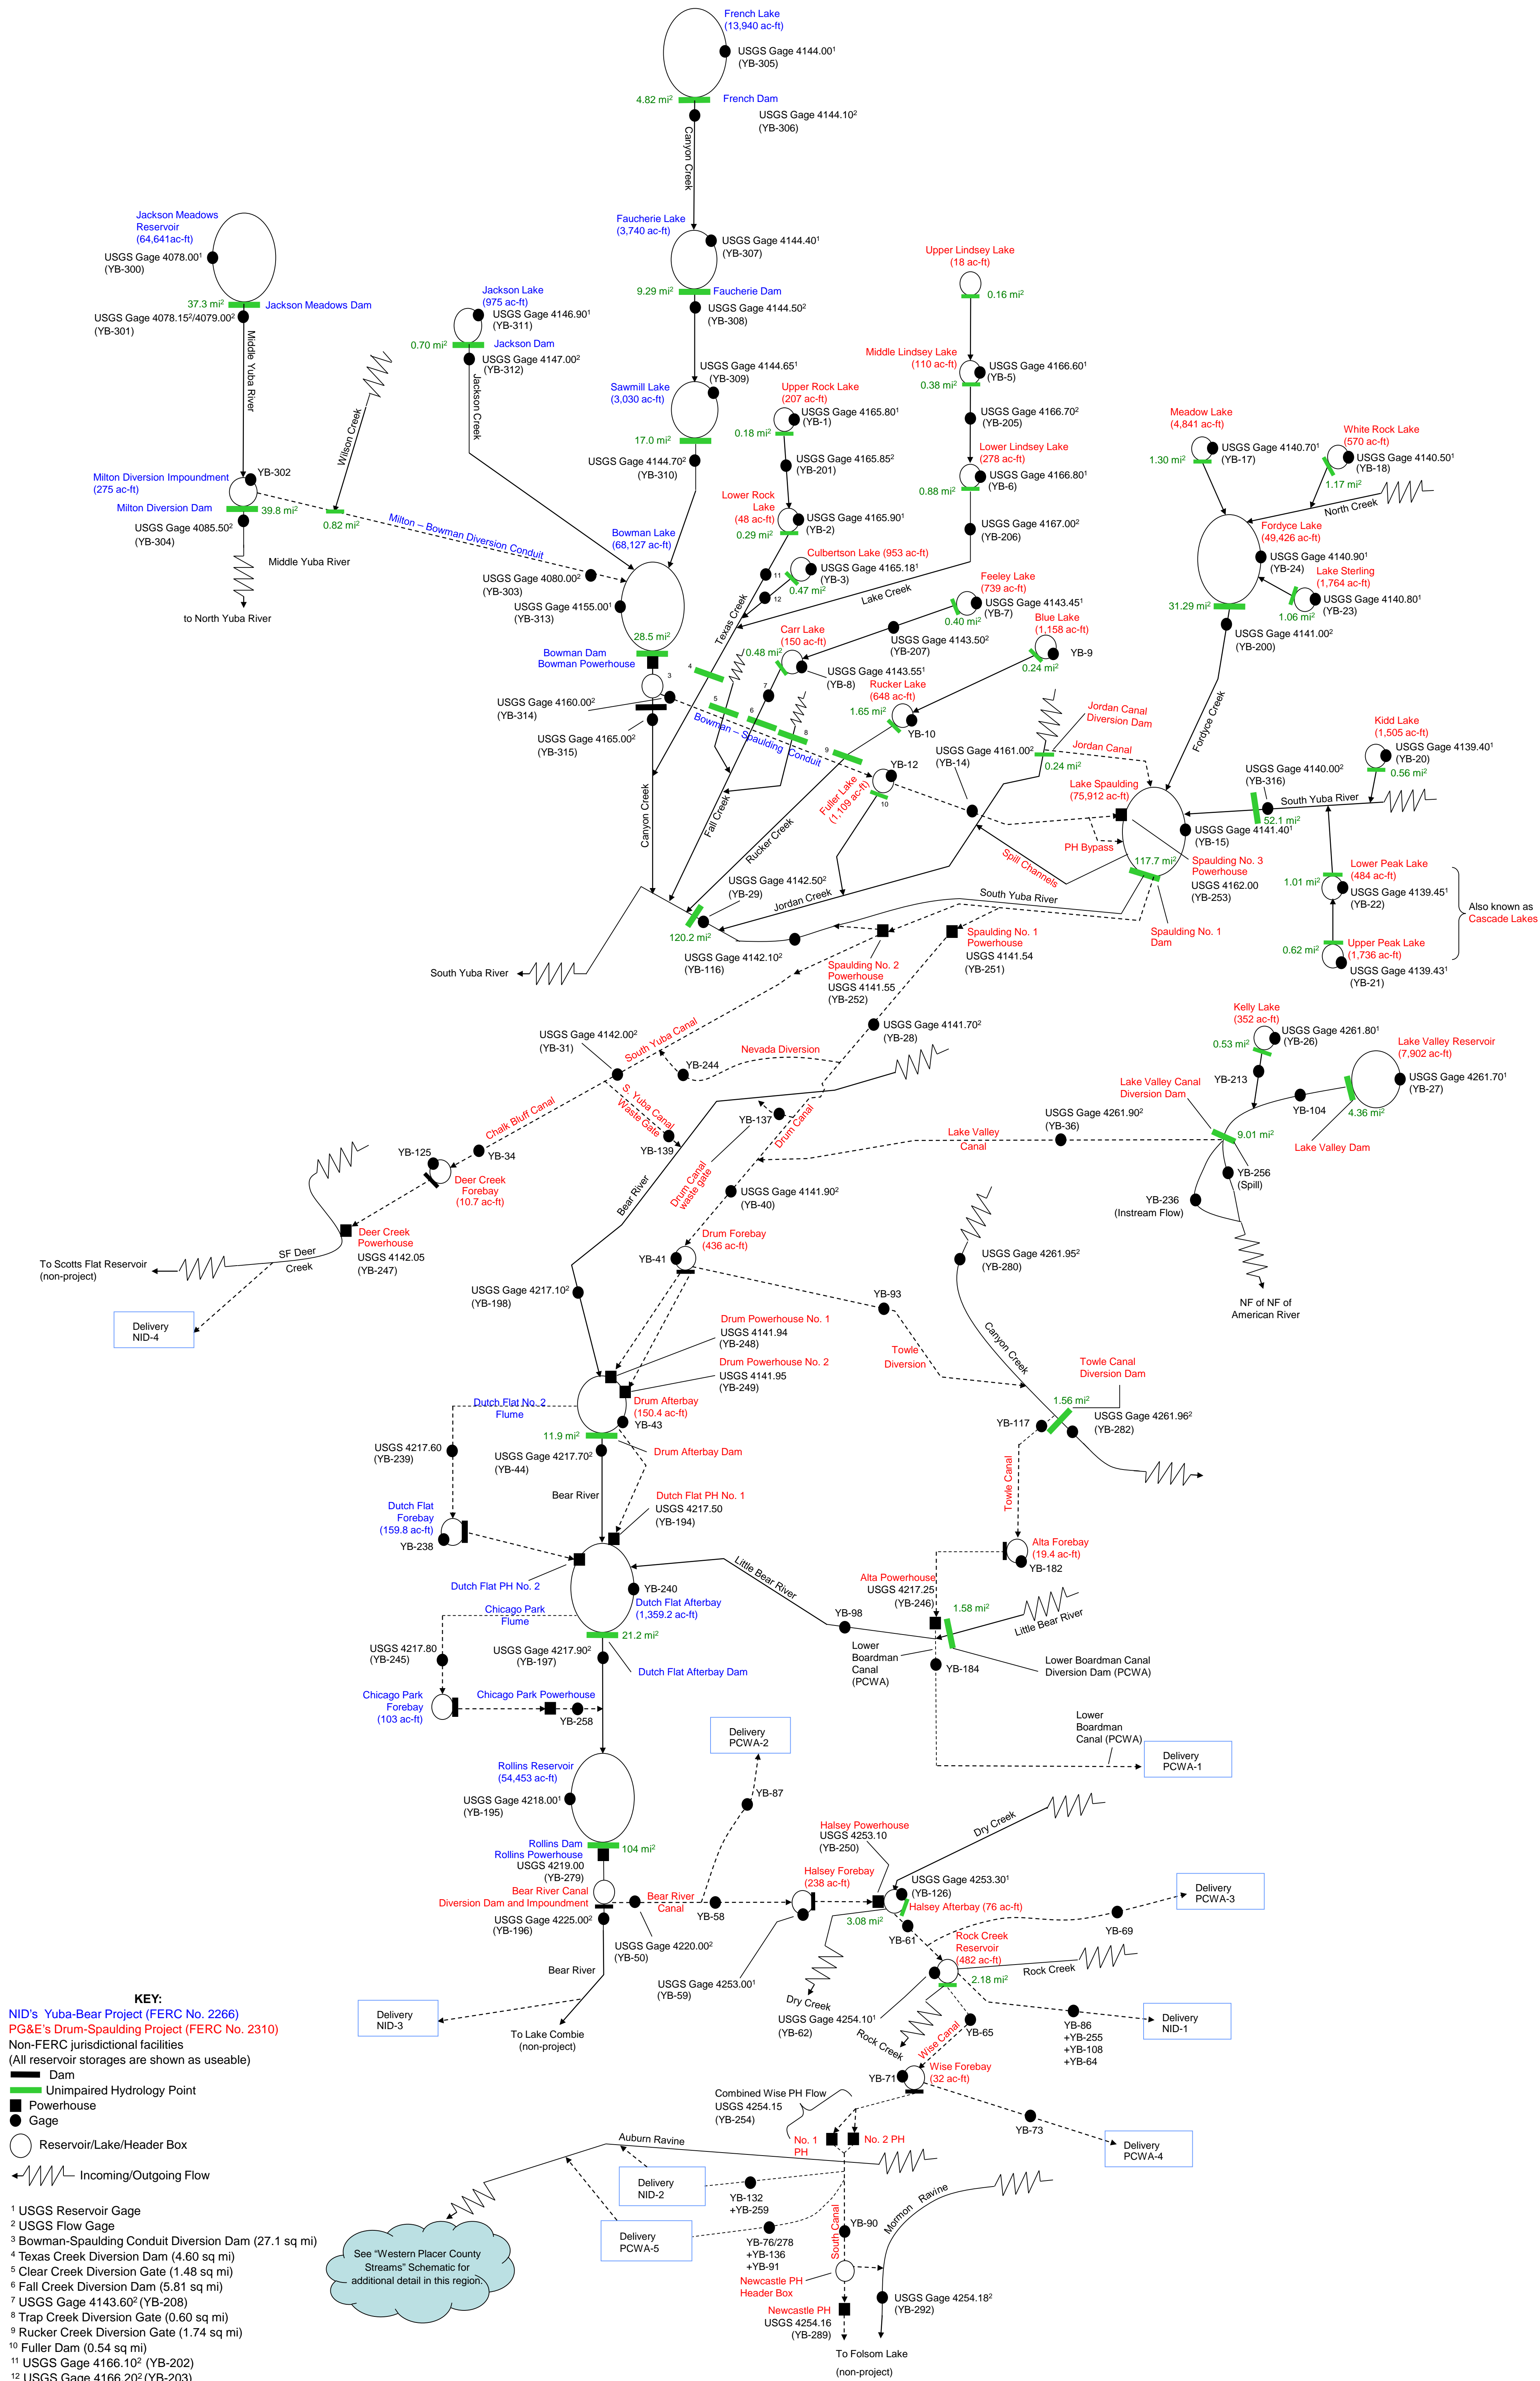 French Lake
(13,940 ac-ft)
USGS Gage 4144.00¹
(YB-305)
4.82 mi²
French Dam
USGS Gage 4144.10²
(YB-306)
Canyon Creek
Jackson Meadows
Reservoir
(64,641ac-ft)
USGS Gage 4078.00¹
(YB-300)
37.3 mi²
Jackson Meadows Dam
USGS Gage 4078.15²/4079.00²
(YB-301)
Middle Yuba River
Faucherie Lake
(3,740 ac-ft)
USGS Gage 4144.40¹
(YB-307)
9.29 mi²
Faucherie Dam
USGS Gage 4144.50²
(YB-308)
Upper Lindsey Lake
(18 ac-ft)
0.16 mi²
Jackson Lake
(975 ac-ft)
USGS Gage 4146.90¹
(YB-311)
0.70 mi²
Jackson Dam
USGS Gage 4147.00²
(YB-312)
Jackson Creek
Wilson Creek
USGS Gage 4144.65¹
(YB-309)
Sawmill Lake
(3,030 ac-ft)
17.0 mi²
USGS Gage 4144.70²
(YB-310)
Middle Lindsey Lake
(110 ac-ft)
USGS Gage 4166.60¹
(YB-5)
0.38 mi²
USGS Gage 4166.70²
(YB-205)
Upper Rock Lake
(207 ac-ft)
USGS Gage 4165.80¹
(YB-1)
0.18 mi²
USGS Gage 4165.85²
(YB-201)
Lower Lindsey Lake
(278 ac-ft)
USGS Gage 4166.80¹
(YB-6)
0.88 mi²
USGS Gage 4167.00²
(YB-206)
Meadow Lake
(4,841 ac-ft)
USGS Gage 4140.70¹
(YB-17)
1.30 mi²
White Rock Lake
(570 ac-ft)
USGS Gage 4140.50¹
(YB-18)
1.17 mi²
North Creek
Milton Diversion Impoundment
(275 ac-ft)
YB-302
Milton Diversion Dam
39.8 mi²
USGS Gage 4085.50²
(YB-304)
0.82 mi²
Milton – Bowman Diversion Conduit
Middle Yuba River
to North Yuba River
Lower Rock
Lake
(48 ac-ft)
USGS Gage 4165.90¹
(YB-2)
0.29 mi²
Bowman Lake
(68,127 ac-ft)
USGS Gage 4080.00²
(YB-303)
USGS Gage 4155.00¹
(YB-313)
28.5 mi²
Bowman Dam
Bowman Powerhouse
Culbertson Lake (953 ac-ft)
USGS Gage 4165.18¹
(YB-3)
0.47 mi²
11
12
Texas Creek
Lake Creek
Fordyce Lake
(49,426 ac-ft)
USGS Gage 4140.90¹
(YB-24)
31.29 mi²
Lake Sterling
(1,764 ac-ft)
USGS Gage 4140.80¹
(YB-23)
1.06 mi²
USGS Gage 4141.00²
(YB-200)
Fordyce Creek
Feeley Lake
(739 ac-ft)
USGS Gage 4143.45¹
(YB-7)
0.40 mi²
USGS Gage 4143.50²
(YB-207)
Carr Lake
(150 ac-ft)
0.48 mi²
USGS Gage 4143.55¹
(YB-8)
Blue Lake
(1,158 ac-ft)
YB-9
0.24 mi²
Rucker Lake
(648 ac-ft)
1.65 mi²
YB-10
3
4
5
6
7
8
9
10
USGS Gage 4160.00²
(YB-314)
USGS Gage 4165.00²
(YB-315)
Bowman – Spaulding Conduit
Jordan Canal
Diversion Dam
Jordan Canal
0.24 mi²
YB-12
Fuller Lake
(1,109 ac-ft)
USGS Gage 4161.00²
(YB-14)
Lake Spaulding
(75,912 ac-ft)
USGS Gage 4141.40¹
(YB-15)
117.7 mi²
PH Bypass
Spill Channels
Spaulding No. 3
Powerhouse
USGS 4162.00
(YB-253)
Spaulding No. 1
Dam
Kidd Lake
(1,505 ac-ft)
USGS Gage 4139.40¹
(YB-20)
0.56 mi²
USGS Gage 4140.00²
(YB-316)
South Yuba River
52.1 mi²
Lower Peak Lake
(484 ac-ft)
USGS Gage 4139.45¹
(YB-22)
1.01 mi²
Upper Peak Lake
(1,736 ac-ft)
USGS Gage 4139.43¹
(YB-21)
0.62 mi²
Also known as
Cascade Lakes
Canyon Creek
Fall Creek
Rucker Creek
Jordan Creek
South Yuba River
USGS Gage 4142.50²
(YB-29)
120.2 mi²
USGS Gage 4142.10²
(YB-116)
South Yuba River
Spaulding No. 2
Powerhouse
USGS 4141.55
(YB-252)
Spaulding No. 1
Powerhouse
USGS 4141.54
(YB-251)
USGS Gage 4141.70²
(YB-28)
USGS Gage 4142.00²
(YB-31)
South Yuba Canal
Nevada Diversion
YB-244
S. Yuba Canal
Waste Gate
YB-139
YB-137
Drum Canal
Drum Canal
waste gate
Chalk Bluff Canal
YB-34
YB-125
Deer Creek
Forebay
(10.7 ac-ft)
Deer Creek
Powerhouse
USGS 4142.05
(YB-247)
SF Deer
Creek
To Scotts Flat Reservoir
(non-project)
Delivery
NID-4
Kelly Lake
(352 ac-ft)
USGS Gage 4261.80¹
(YB-26)
0.53 mi²
YB-213
Lake Valley Reservoir
(7,902 ac-ft)
USGS Gage 4261.70¹
(YB-27)
4.36 mi²
YB-104
Lake Valley Dam
Lake Valley Canal
Diversion Dam
9.01 mi²
USGS Gage 4261.90²
(YB-36)
Lake Valley
Canal
YB-256
(Spill)
YB-236
(Instream Flow)
NF of NF of
American River
Bear River
USGS Gage 4141.90²
(YB-40)
Drum Forebay
(436 ac-ft)
YB-41
YB-93
Towle
Diversion
USGS Gage 4261.95²
(YB-280)
Canyon Creek
Towle Canal
Diversion Dam
1.56 mi²
YB-117
USGS Gage 4261.96²
(YB-282)
Towle Canal
USGS Gage 4217.10²
(YB-198)
Drum Powerhouse No. 1
USGS 4141.94
(YB-248)
Drum Powerhouse No. 2
USGS 4141.95
(YB-249)
Dutch Flat No. 2
Flume
Drum Afterbay
(150.4 ac-ft)
YB-43
11.9 mi²
Drum Afterbay Dam
USGS 4217.60
(YB-239)
USGS Gage 4217.70²
(YB-44)
Bear River
Dutch Flat PH No. 1
USGS 4217.50
(YB-194)
Dutch Flat
Forebay
(159.8 ac-ft)
YB-238
Dutch Flat PH No. 2
YB-240
Dutch Flat Afterbay
(1,359.2 ac-ft)
Little Bear River
Alta Forebay
(19.4 ac-ft)
YB-182
Alta Powerhouse
USGS 4217.25
(YB-246)
1.58 mi²
Little Bear River
YB-98
Lower
Boardman
Canal
(PCWA)
YB-184
Lower Boardman Canal
Diversion Dam (PCWA)
Lower
Boardman
Canal (PCWA)
Delivery
PCWA-1
Chicago Park
Flume
21.2 mi²
USGS 4217.80
(YB-245)
USGS Gage 4217.90²
(YB-197)
Dutch Flat Afterbay Dam
Chicago Park
Forebay
(103 ac-ft)
Chicago Park Powerhouse
YB-258
Delivery
PCWA-2
Rollins Reservoir
(54,453 ac-ft)
USGS Gage 4218.00¹
(YB-195)
YB-87
Rollins Dam
Rollins Powerhouse
104 mi²
USGS 4219.00
(YB-279)
Bear River Canal
Diversion Dam and Impoundment
Bear River
Canal
USGS Gage 4225.00²
(YB-196)
USGS Gage 4220.00²
(YB-50)
YB-58
Bear River
Delivery
NID-3
To Lake Combie
(non-project)
Dry Creek
Halsey Powerhouse
USGS 4253.10
(YB-250)
Halsey Forebay
(238 ac-ft)
USGS Gage 4253.00¹
(YB-59)
USGS Gage 4253.30¹
(YB-126)
Halsey Afterbay (76 ac-ft)
3.08 mi²
YB-61
Dry Creek
YB-69
Delivery
PCWA-3
Rock Creek
Reservoir
(482 ac-ft)
Rock Creek
2.18 mi²
USGS Gage 4254.10¹
(YB-62)
Rock Creek
YB-65
Wise Canal
YB-86
+YB-255
+YB-108
+YB-64
Delivery
NID-1
YB-71
Wise Forebay
(32 ac-ft)
YB-73
Delivery
PCWA-4
Combined Wise PH Flow
USGS 4254.15
(YB-254)
No. 1
PH
No. 2 PH
Auburn Ravine
Delivery
NID-2
YB-132
+YB-259
Delivery
PCWA-5
YB-76/278
+YB-136
+YB-91
South Canal
YB-90
Mormon Ravine
Newcastle PH
Header Box
Newcastle PH
USGS 4254.16
(YB-289)
USGS Gage 4254.18²
(YB-292)
To Folsom Lake
(non-project)
See “Western Placer County
Streams” Schematic for
additional detail in this region.
KEY:
NID's Yuba-Bear Project (FERC No. 2266)
PG&E's Drum-Spaulding Project (FERC No. 2310)
Non-FERC jurisdictional facilities
(All reservoir storages are shown as useable)
Dam
Unimpaired Hydrology Point
Powerhouse
Gage
Reservoir/Lake/Header Box
Incoming/Outgoing Flow
¹ USGS Reservoir Gage
² USGS Flow Gage
³ Bowman-Spaulding Conduit Diversion Dam (27.1 sq mi)
⁴ Texas Creek Diversion Dam (4.60 sq mi)
⁵ Clear Creek Diversion Gate (1.48 sq mi)
⁶ Fall Creek Diversion Dam (5.81 sq mi)
⁷ USGS Gage 4143.60² (YB-208)
⁸ Trap Creek Diversion Gate (0.60 sq mi)
⁹ Rucker Creek Diversion Gate (1.74 sq mi)
¹⁰ Fuller Dam (0.54 sq mi)
¹¹ USGS Gage 4166.10² (YB-202)
¹² USGS Gage 4166.20² (YB-203)